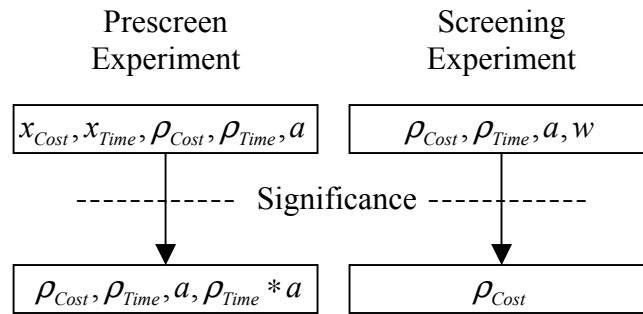 Prescreen
Experiment
Screening
Experiment
x_Cost, x_Time, ρ_Cost, ρ_Time, a
ρ_Cost, ρ_Time, a, w
Significance
ρ_Cost, ρ_Time, a, ρ_Time * a
ρ_Cost